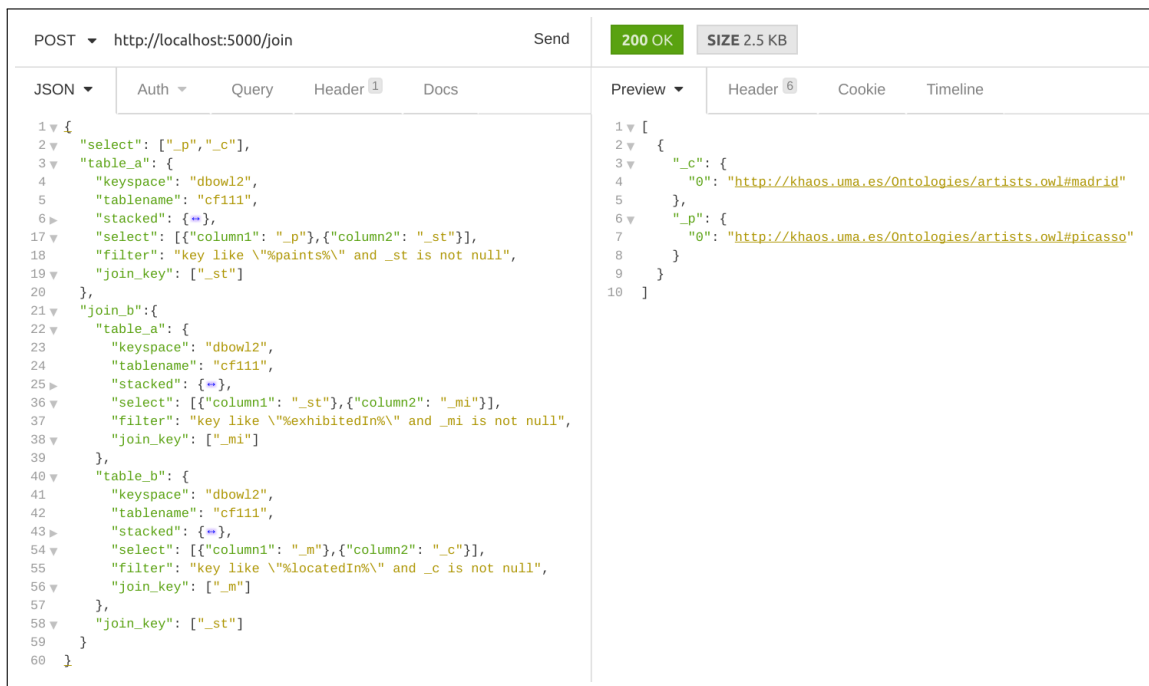 POST http://localhost:5000/join Send
JSON Auth Query Header 1 Docs
1 {
2 "select": ["_p","_c"],
3 "table_a": {
4 "keyspace": "dbowl2",
5 "tablename": "cf111",
6 "stacked": {↔},
17 "select": [{"column1": "_p"},{"column2": "_st"}],
18 "filter": "key like \"%paints%\" and _st is not null",
19 "join_key": ["_st"]
20 },
21 "join_b":{
22 "table_a": {
23 "keyspace": "dbowl2",
24 "tablename": "cf111",
25 "stacked": {↔},
36 "select": [{"column1": "_st"},{"column2": "_mi"}],
37 "filter": "key like \"%exhibitedIn%\" and _mi is not null",
38 "join_key": ["_mi"]
39 },
40 "table_b": {
41 "keyspace": "dbowl2",
42 "tablename": "cf111",
43 "stacked": {↔},
54 "select": [{"column1": "_m"},{"column2": "_c"}],
55 "filter": "key like \"%locatedIn%\" and _c is not null",
56 "join_key": ["_m"]
57 },
58 "join_key": ["_st"]
59 }
60 }
200 OK SIZE 2.5 KB
Preview Header 6 Cookie Timeline
1 [
2 {
3 "_c": {
4 "0": "http://khaos.uma.es/Ontologies/artists.owl#madrid"
5 },
6 "_p": {
7 "0": "http://khaos.uma.es/Ontologies/artists.owl#picasso"
8 }
9 }
10 ]